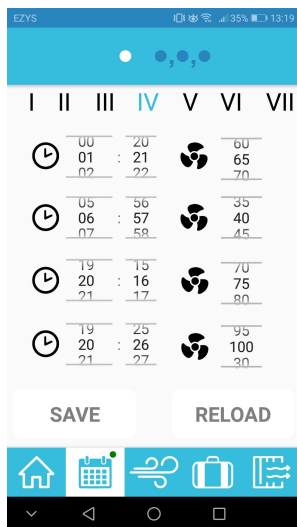 EZYS 35% 13:19
I II III IV V VI VII
00 20 60
01 : 21 65
02 22 70
05 56 35
06 : 57 40
07 58 45
19 15 70
20 : 16 75
21 17 80
19 25 95
20 : 26 100
21 27 30
SAVE RELOAD